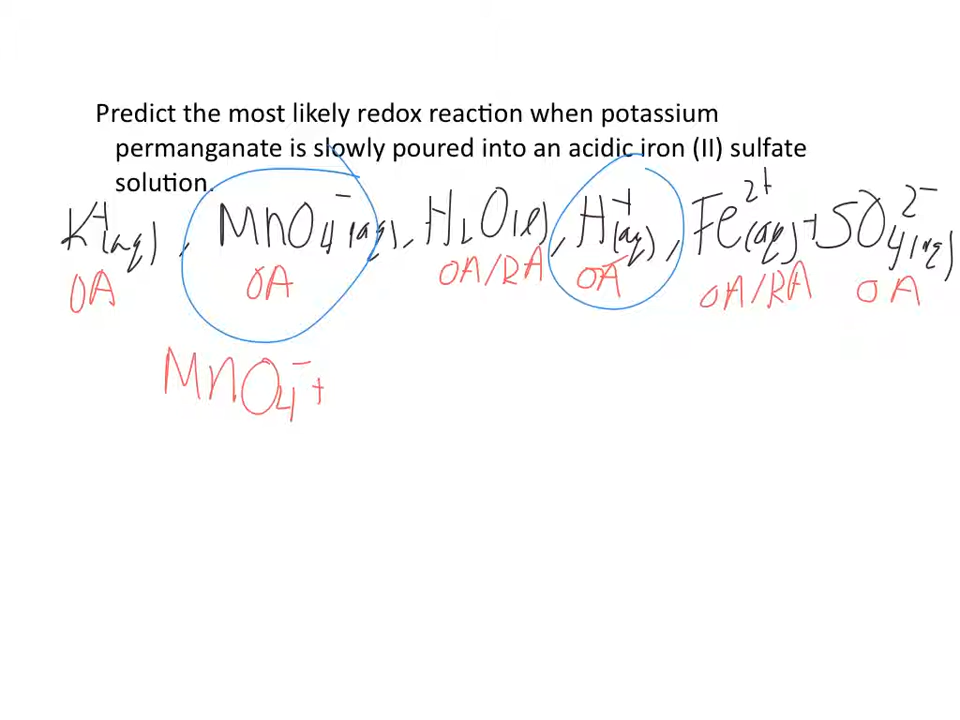 Predict the most likely redox reaction when potassium
permanganate is slowly poured into an acidic iron (II) sulfate
solution.
K⁺(aq), MnO₄⁻(aq), H₂O(l), H⁺(aq), Fe²⁺(aq) + SO₄²⁻(aq)
OA OA OA/RA OA OA/RA OA
MnO₄⁻ +